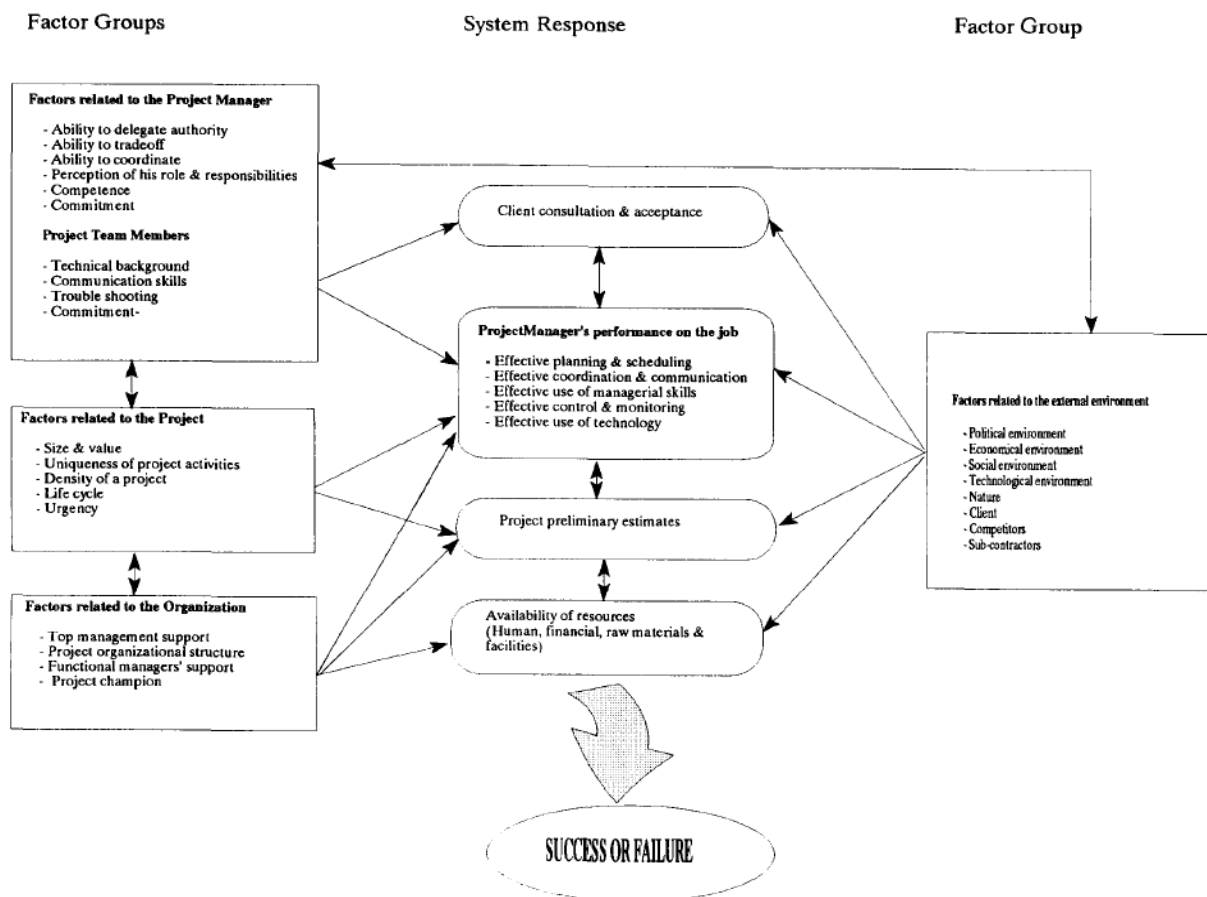 Factor Groups
System Response
Factor Group
Factors related to the Project Manager
- Ability to delegate authority
- Ability to tradeoff
- Ability to coordinate
- Perception of his role & responsibilities
- Competence
- Commitment
Project Team Members
- Technical background
- Communication skills
- Trouble shooting
- Commitment-
Factors related to the Project
- Size & value
- Uniqueness of project activities
- Density of a project
- Life cycle
- Urgency
Factors related to the Organization
- Top management support
- Project organizational structure
- Functional managers' support
- Project champion
Client consultation & acceptance
ProjectManager's performance on the job
- Effective planning & scheduling
- Effective coordination & communication
- Effective use of managerial skills
- Effective control & monitoring
- Effective use of technology
Project preliminary estimates
Availability of resources
(Human, financial, raw materials &
facilities)
SUCCESS OR FAILURE
Factors related to the external environment
- Political environment
- Economical environment
- Social environment
- Technological environment
- Nature
- Client
- Competitors
- Sub-contractors